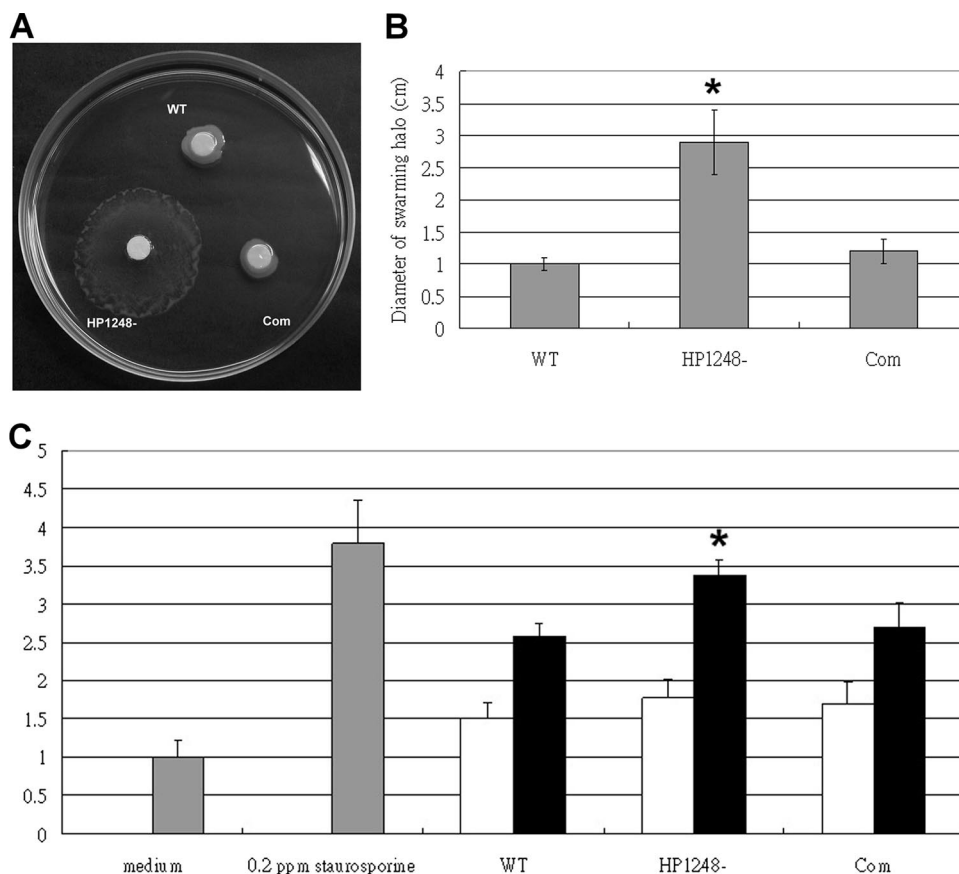 A
WT
HP1248-
Com
B
Diameter of swarming halo (cm)
4
3.5
3
2.5
2
1.5
1
0.5
0
*
WT HP1248- Com
C
5
4.5
4
3.5
3
2.5
2
1.5
1
0.5
0
*
medium 0.2 ppm staurosporine WT HP1248- Com